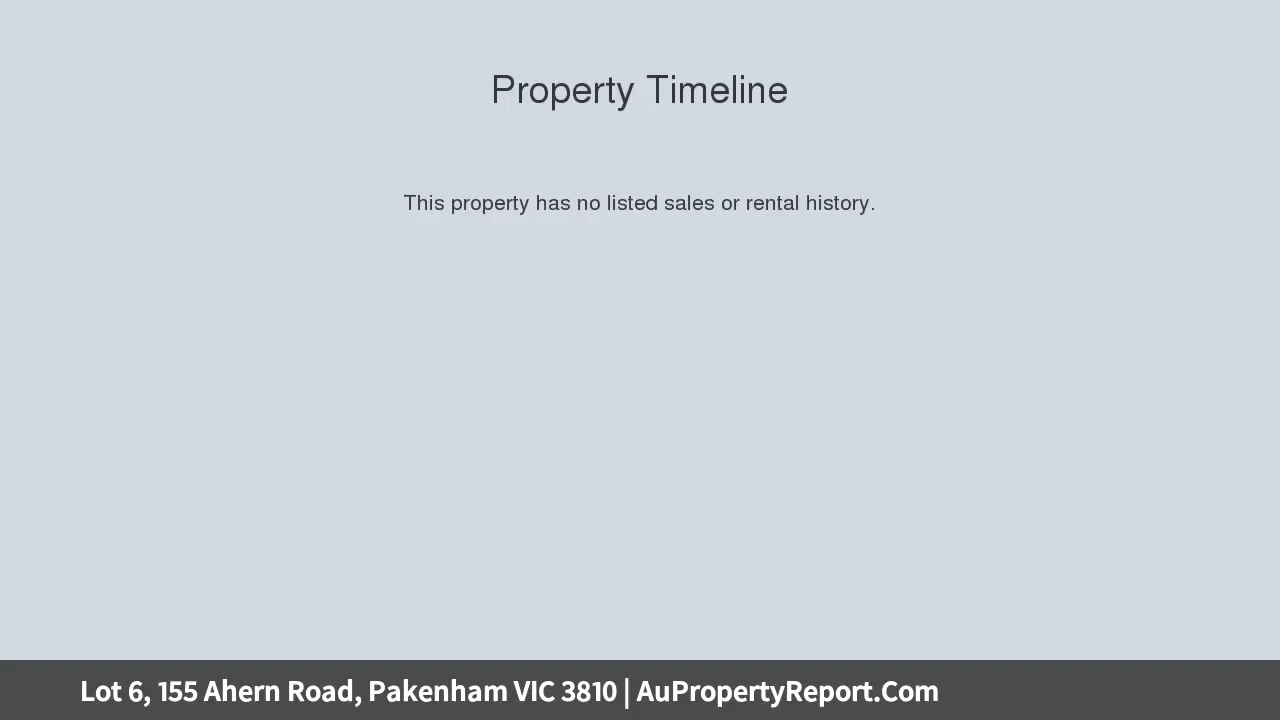 Property Timeline
This property has no listed sales or rental history.
Lot 6, 155 Ahern Road, Pakenham VIC 3810 | AuPropertyReport.Com